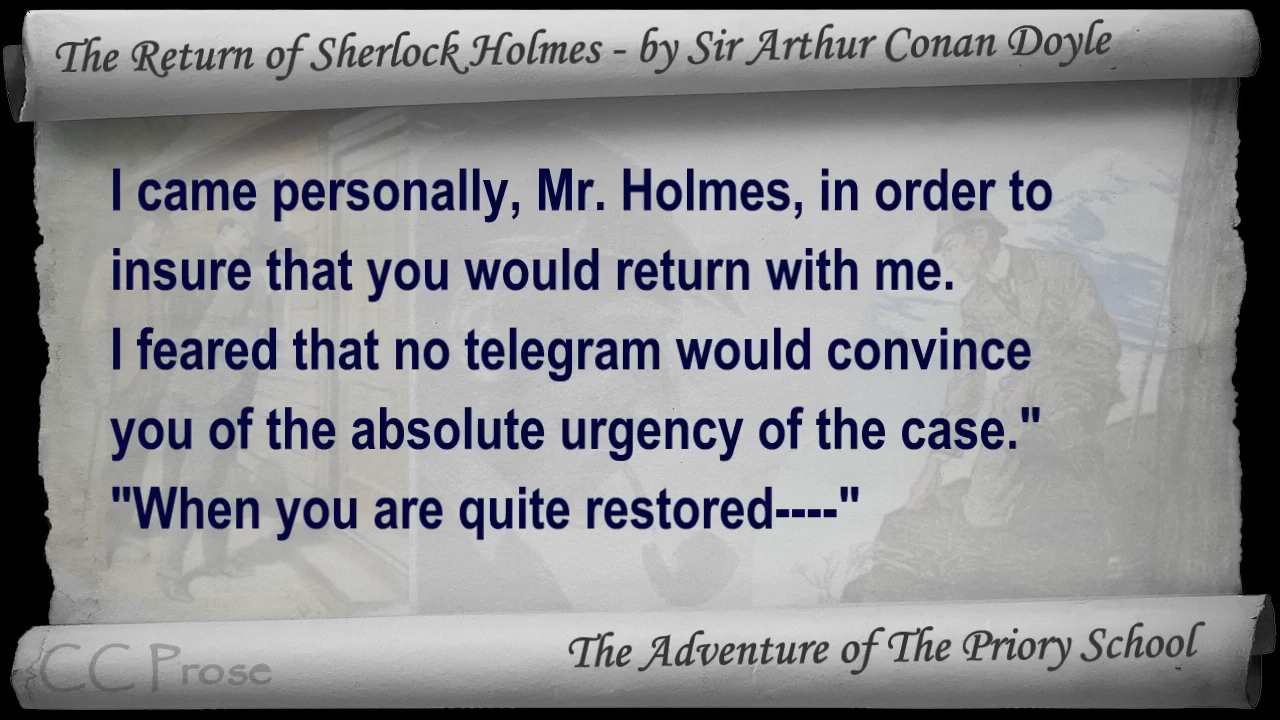 The Return of Sherlock Holmes - by Sir Arthur Conan Doyle
I came personally, Mr. Holmes, in order to
insure that you would return with me.
I feared that no telegram would convince
you of the absolute urgency of the case."
"When you are quite restored----"
The Adventure of The Priory School
CC Prose